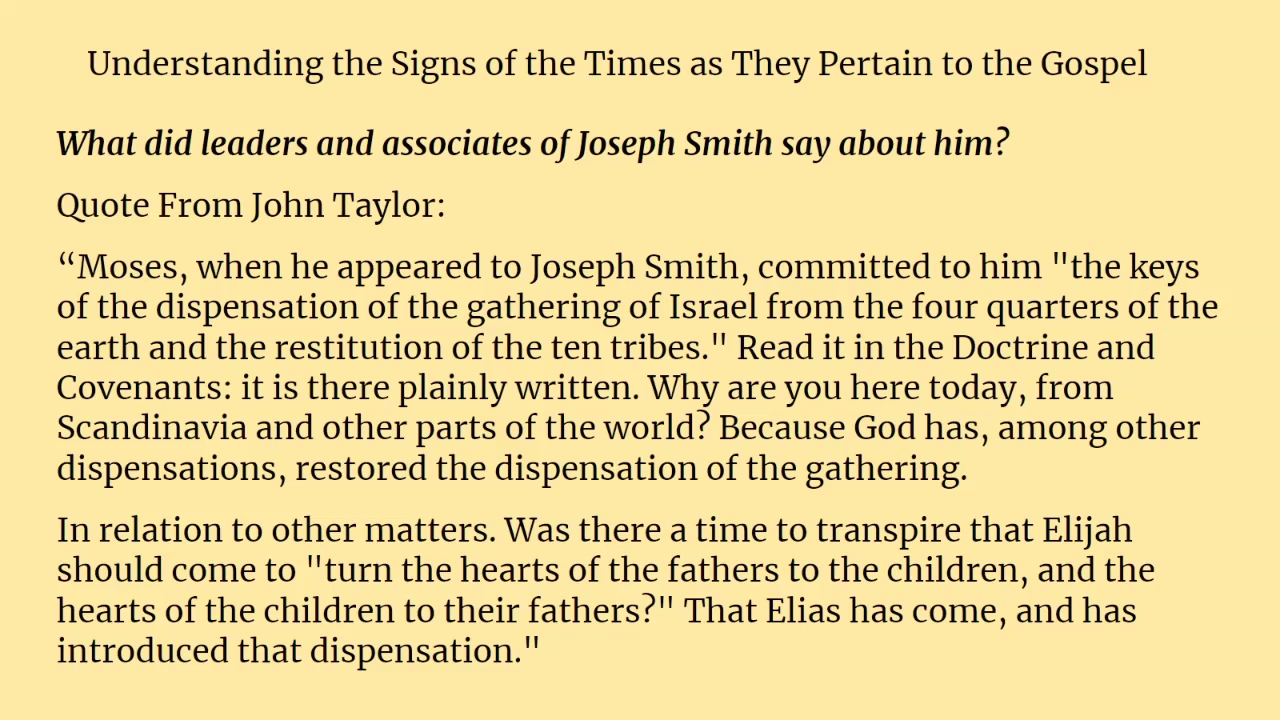 Understanding the Signs of the Times as They Pertain to the Gospel
What did leaders and associates of Joseph Smith say about him?
Quote From John Taylor:
“Moses, when he appeared to Joseph Smith, committed to him "the keys
of the dispensation of the gathering of Israel from the four quarters of the
earth and the restitution of the ten tribes." Read it in the Doctrine and
Covenants: it is there plainly written. Why are you here today, from
Scandinavia and other parts of the world? Because God has, among other
dispensations, restored the dispensation of the gathering.
In relation to other matters. Was there a time to transpire that Elijah
should come to "turn the hearts of the fathers to the children, and the
hearts of the children to their fathers?" That Elias has come, and has
introduced that dispensation."